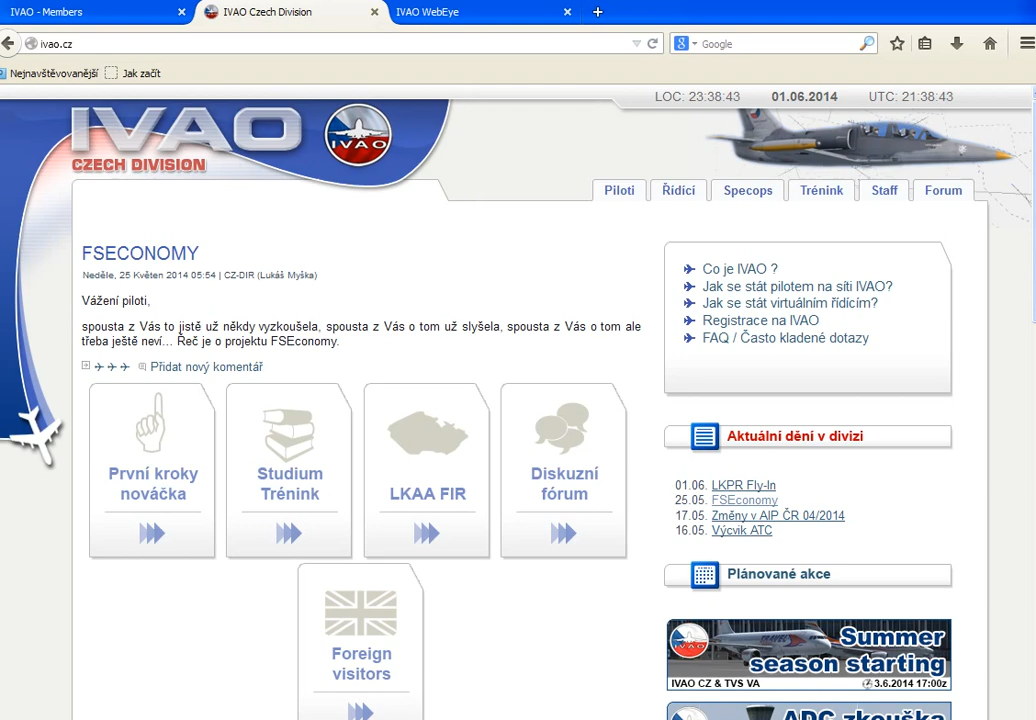 IVAO - Members
IVAO Czech Division
IVAO WebEye
ivao.cz
Google
Nejnavštěvovanější
Jak začít
LOC: 23:38:43 01.06.2014 UTC: 21:38:43
IVAO
CZECH DIVISION
IVAO
Piloti Řídící Specops Trénink Staff Forum
FSECONOMY
Neděle, 25 Květen 2014 05:54 | CZ-DIR (Lukáš Myška)
Vážení piloti,
spousta z Vás to jistě už někdy vyzkoušela, spousta z Vás o tom už slyšela, spousta z Vás o tom ale
třeba ještě neví... Řeč je o projektu FSEconomy.
Přidat nový komentář
První kroky
nováčka
Studium
Trénink
LKAA FIR
Diskuzní
fórum
Foreign
visitors
Co je IVAO ?
Jak se stát pilotem na síti IVAO?
Jak se stát virtuálním řídícím?
Registrace na IVAO
FAQ / Často kladené dotazy
Aktuální dění v divizi
01.06. LKPR Fly-In
25.05. FSEconomy
17.05. Změny v AIP ČR 04/2014
16.05. Výcvik ATC
Plánované akce
Summer
season starting
IVAO CZ & TVS VA 3.6.2014 17:00z
ADC zkouška